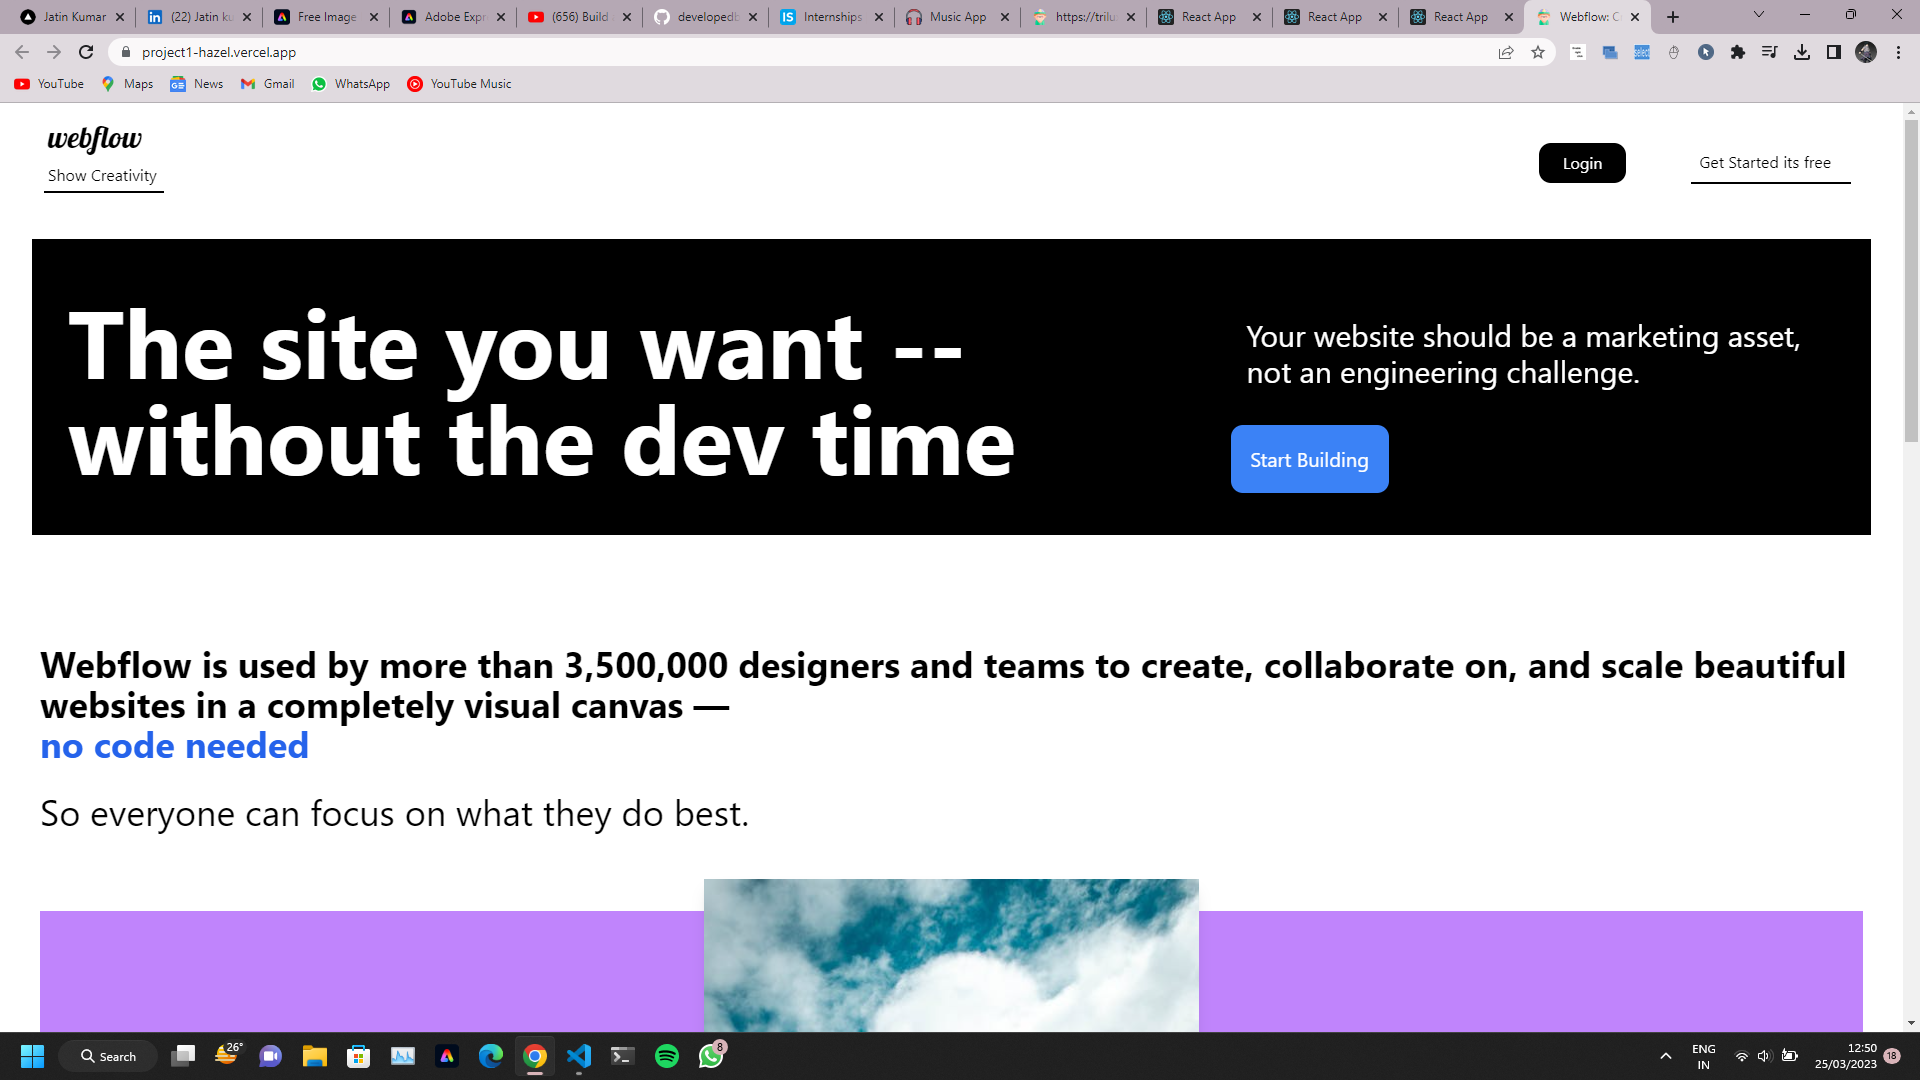 Jatin Kumar
(22) Jatin ku
Free Image
Adobe Expr
(656) Build
developedb
Internships
Music App
https://trilu
React App
React App
React App
Webflow: C
project1-hazel.vercel.app
YouTube
Maps
News
Gmail
WhatsApp
YouTube Music
webflow
Show Creativity
Login
Get Started its free
The site you want --
without the dev time
Your website should be a marketing asset,
not an engineering challenge.
Start Building
Webflow is used by more than 3,500,000 designers and teams to create, collaborate on, and scale beautiful
websites in a completely visual canvas —
no code needed
So everyone can focus on what they do best.
Search
26°
8
ENG
IN
12:50
25/03/2023
18